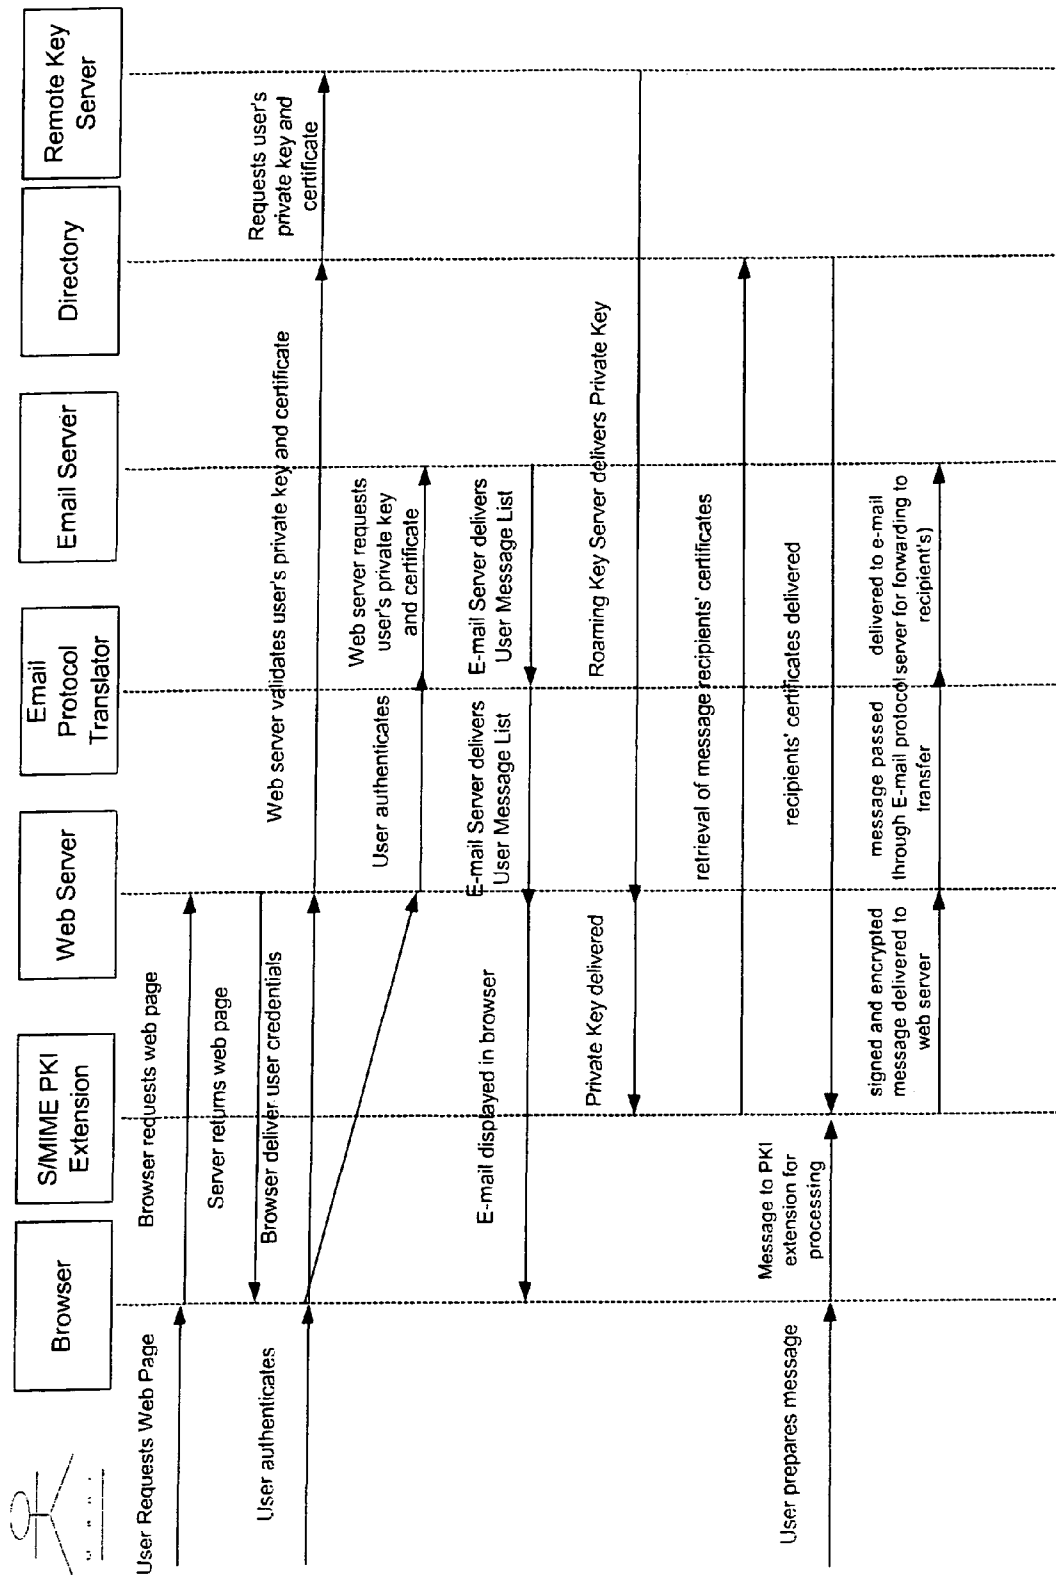 Browser
S/MIME PKI
Extension
Web Server
Email
Protocol
Translator
Email Server
Directory
Remote Key
Server
User Requests Web Page
Browser requests web page
Server returns web page
User authenticates
Browser deliver user credentials
Web server validates user's private key and certificate
Requests user's
private key and
certificate
User authenticates
Web server requests
user's private key
and certificate
E-mail displayed in browser
E-mail Server delivers
User Message List
E-mail Server delivers
User Message List
Private Key delivered
Roaming Key Server delivers Private Key
retrieval of message recipients' certificates
User prepares message
Message to PKI
extension for
processing
recipients' certificates delivered
signed and encrypted
message delivered to
web server
message passed
through E-mail protocol
transfer
delivered to e-mail
server for forwarding to
recipient's)